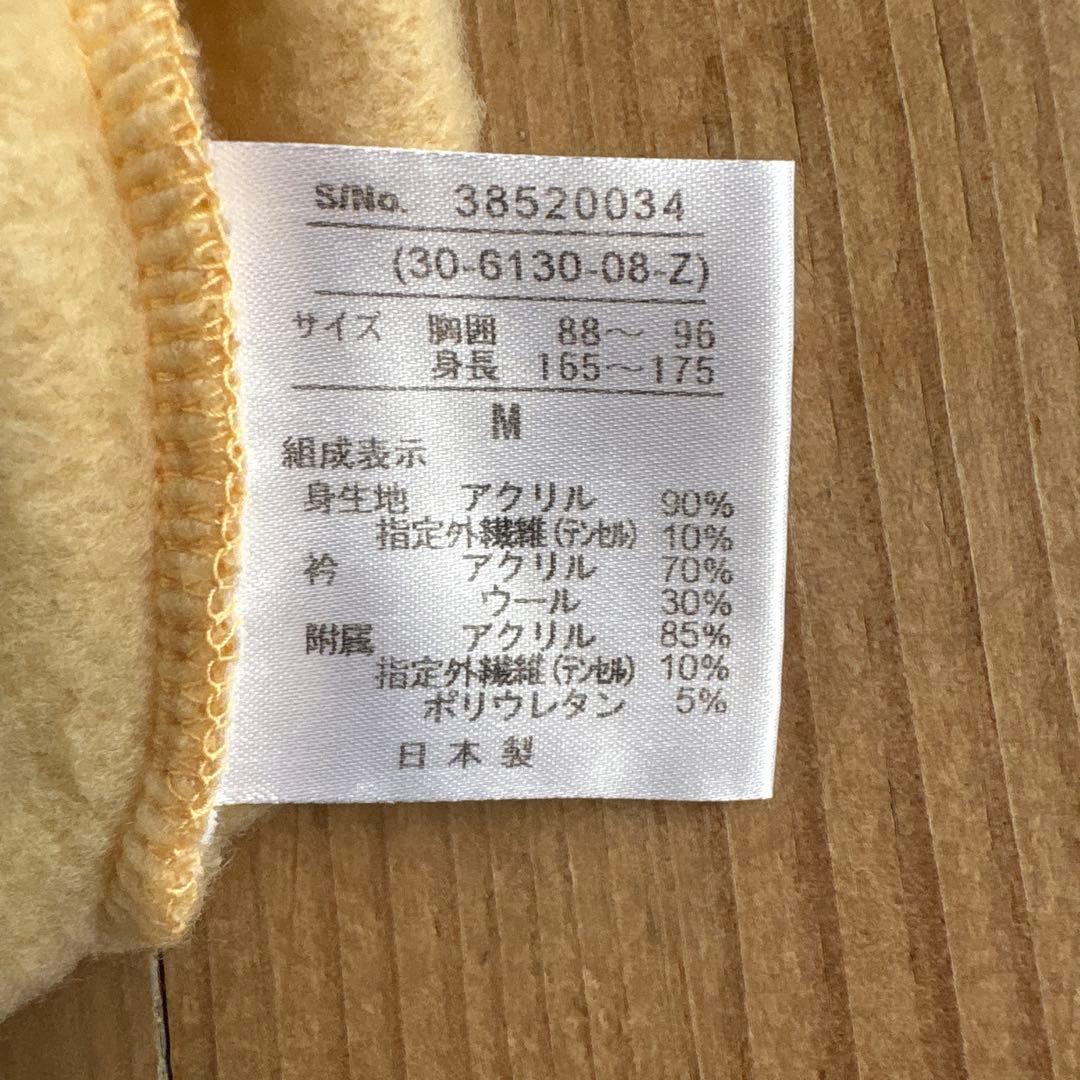 S/No. 38520034
(30-6130-08-Z)
サイズ 胸囲 88〜 96
身長 165〜175
M
組成表示
身生地 アクリル 90%
指定外繊維(テンセル) 10%
衿 アクリル 70%
ウール 30%
附属 アクリル 85%
指定外繊維(テンセル) 10%
ポリウレタン 5%
日本製